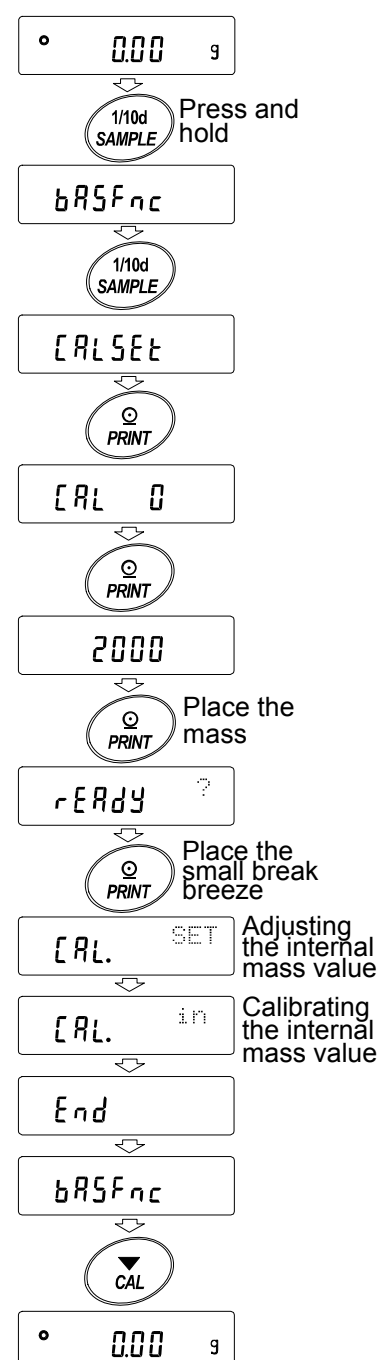 0.00 g
1/10d
SAMPLE
Press and
hold
bASFnc
1/10d
SAMPLE
CALSEt
PRINT
CAL 0
PRINT
2000
PRINT
Place the
mass
rEAdy ?
PRINT
Place the
small break
breeze
CAL. SET
Adjusting
the internal
mass value
CAL. in
Calibrating
the internal
mass value
End
bASFnc
CAL
0.00 g